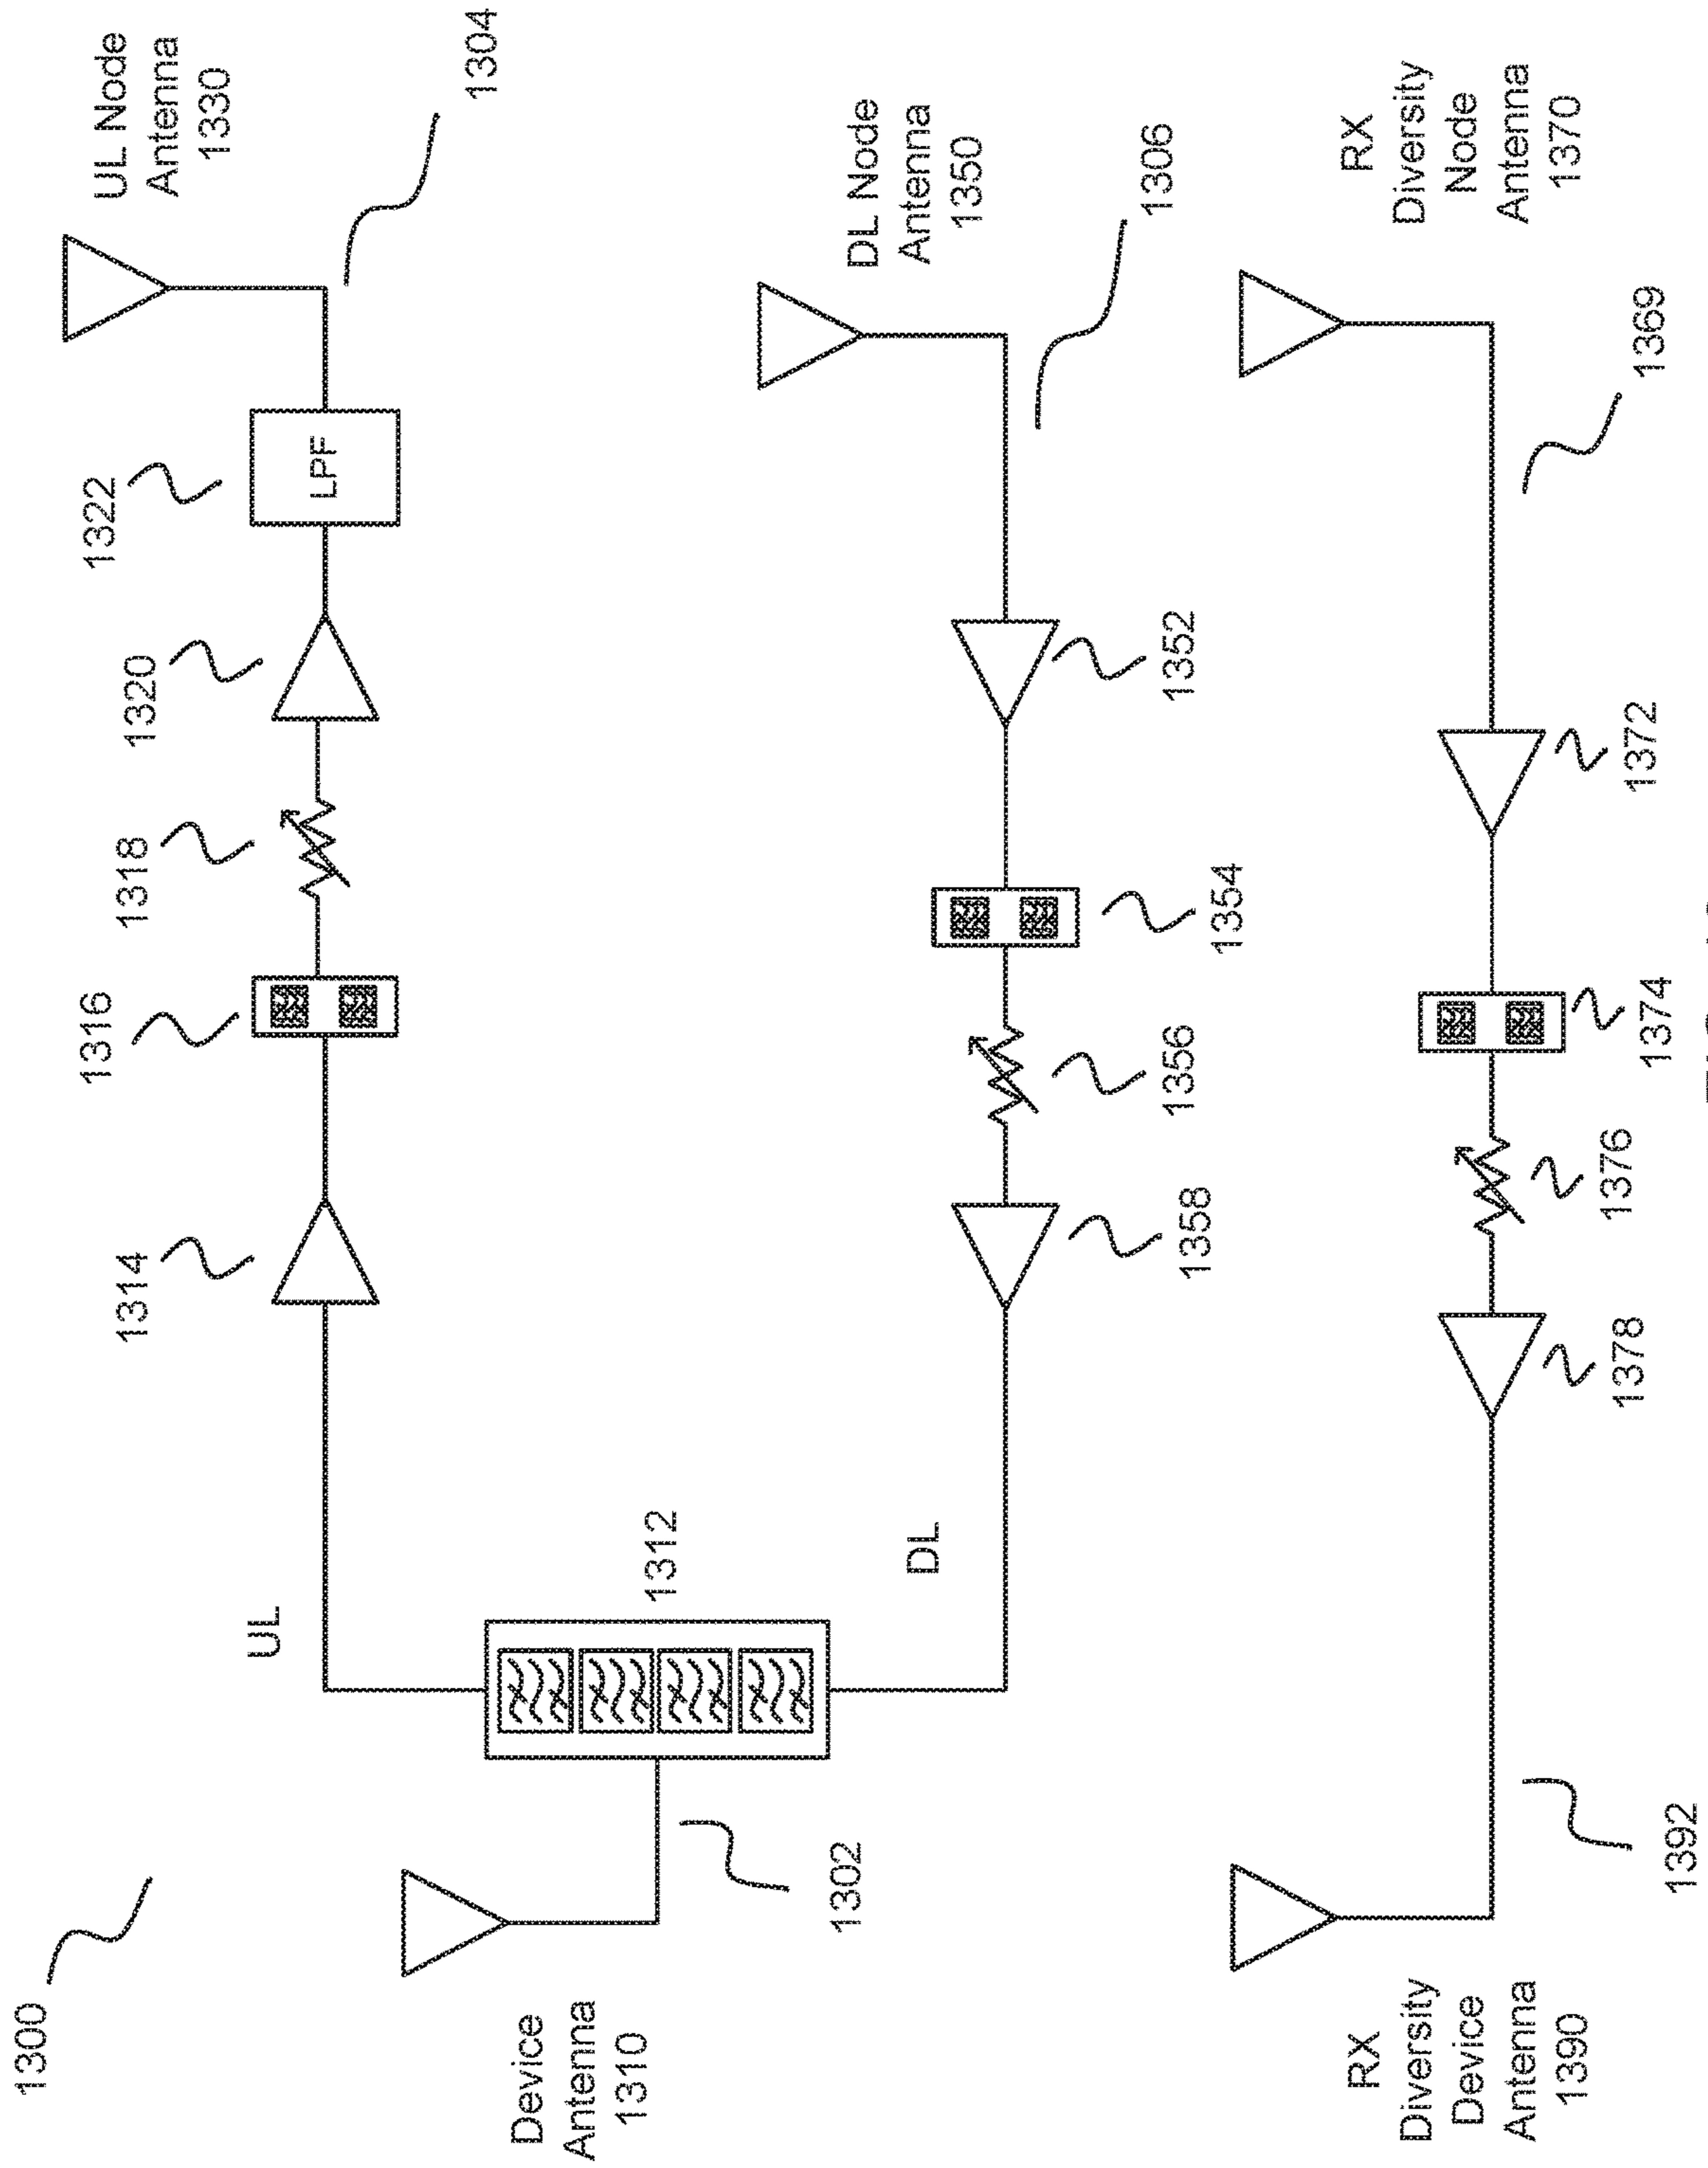 1300
UL Node
Antenna
1330
1304
1322
1320
1318
1316
1314
LPF
UL
1312
DL
Device
Antenna
1310
1302
DL Node
Antenna
1350
1306
1352
1354
1356
1358
RX
Diversity
Node
Antenna
1370
1369
1372
1374
1376
1378
1392
RX
Diversity
Device
Antenna
1390